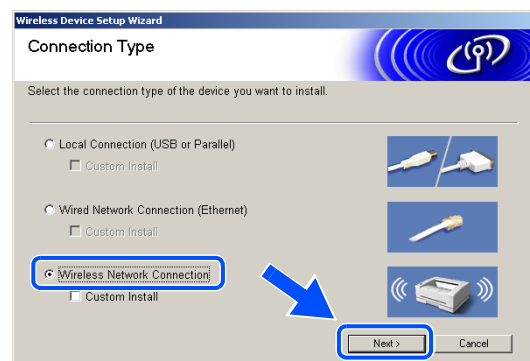 Wireless Device Setup Wizard
Connection Type
Select the connection type of the device you want to install.
Local Connection (USB or Parallel)
Custom Install
Wired Network Connection (Ethernet)
Custom Install
Wireless Network Connection
Custom Install
Next >
Cancel